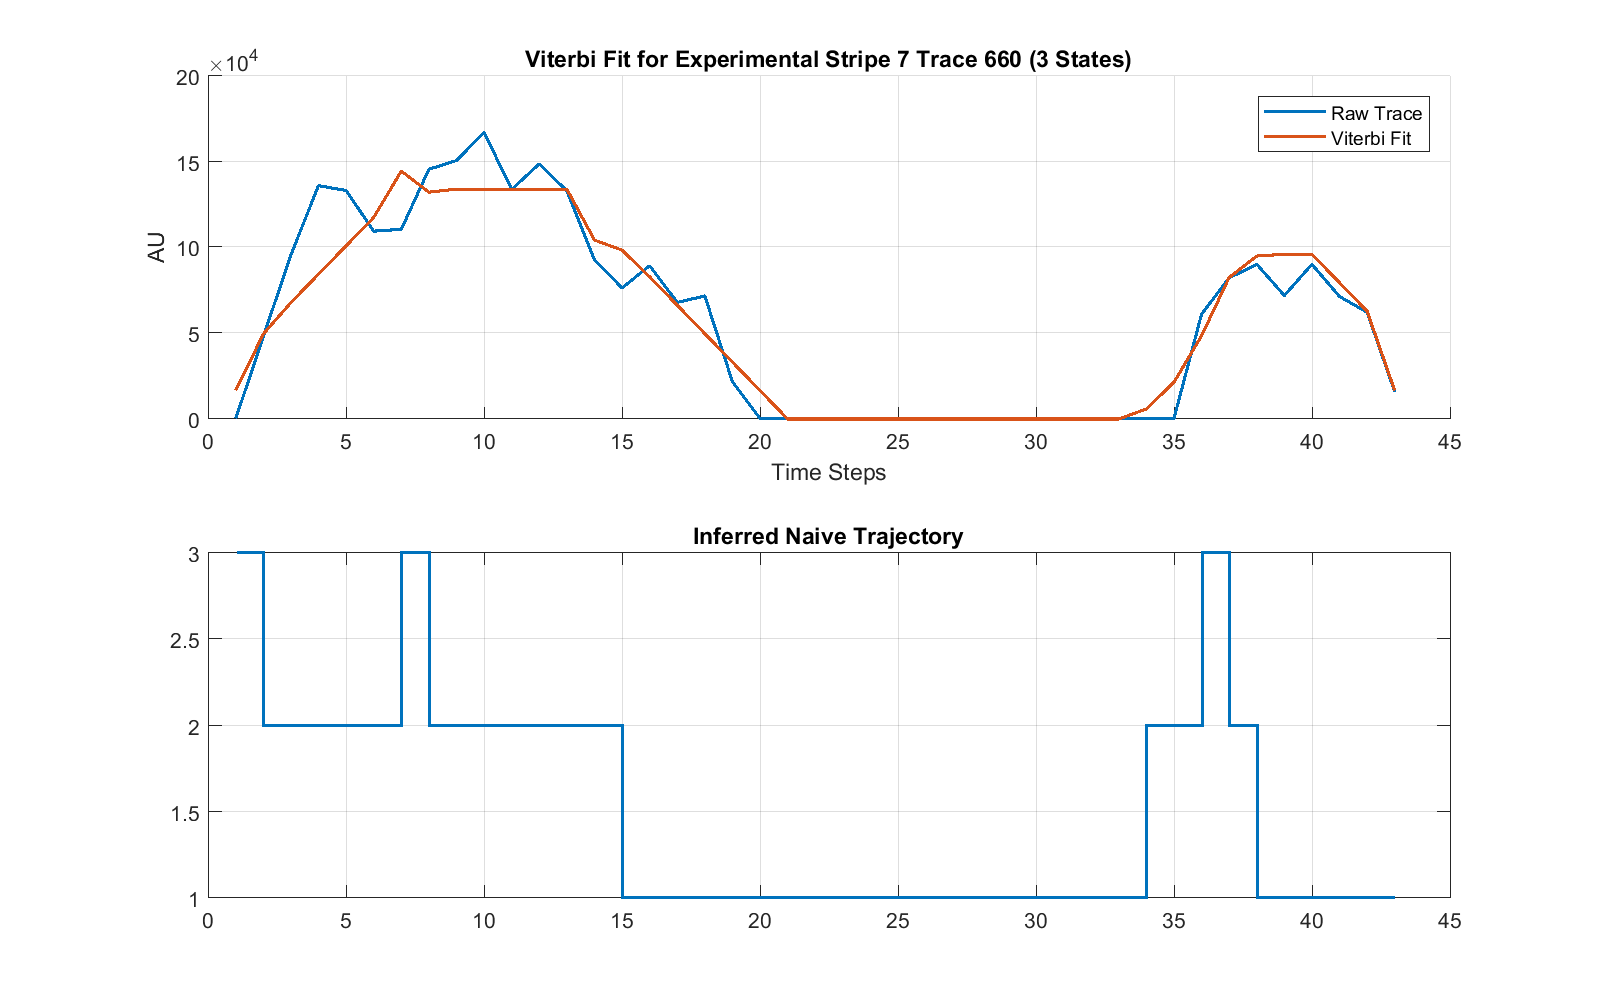 Viterbi Fit for Experimental Stripe 7 Trace 660 (3 States)
×10⁴
20
15
10
5
0
AU
Raw Trace
Viterbi Fit
0 5 10 15 20 25 30 35 40 45
Time Steps
Inferred Naive Trajectory
3
2.5
2
1.5
1
0 5 10 15 20 25 30 35 40 45